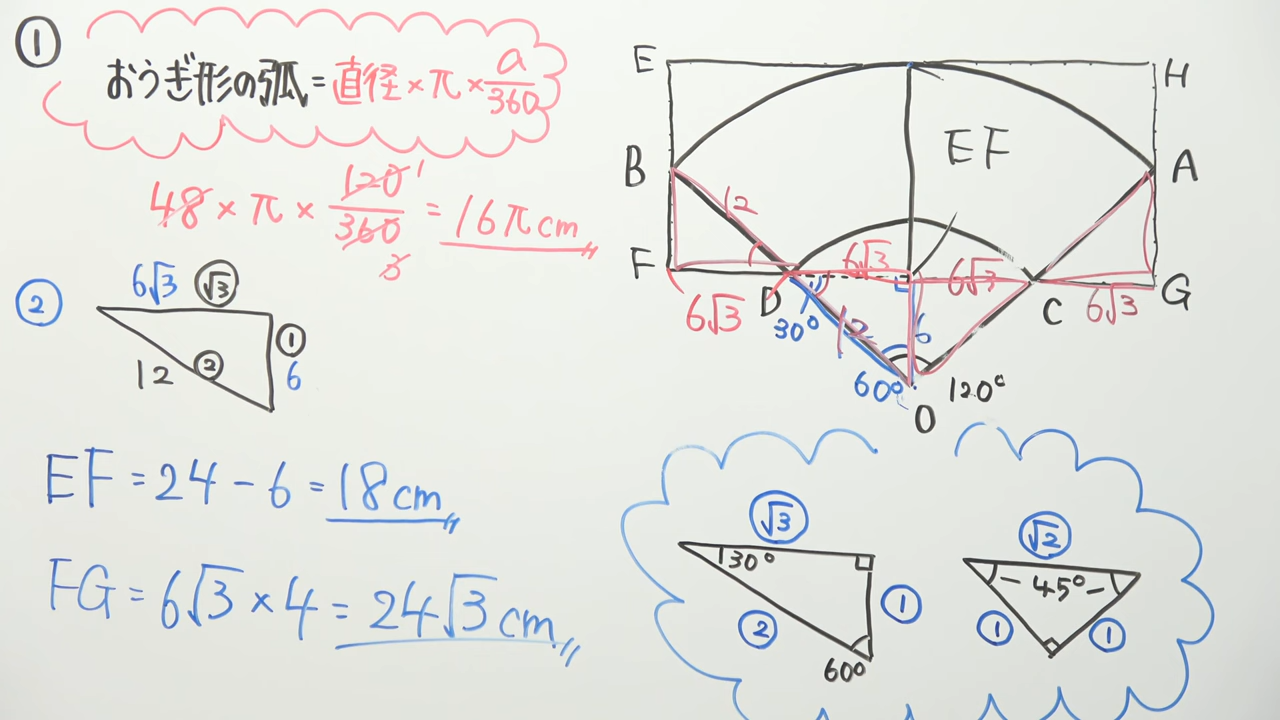 ①
おうぎ形の弧=直径×π×a/360
48×π×120/360=16πcm
1
3
②
6√3 √3
1
12 2 6
EF=24-6=18cm
FG=6√3×4=24√3cm
E H
B EF A
12
F 6√3 6√3 G
6√3 D C 6√3
30° 12 6
60° 120°
O
√3 √2
30° 45°
2 1 1 1
60°